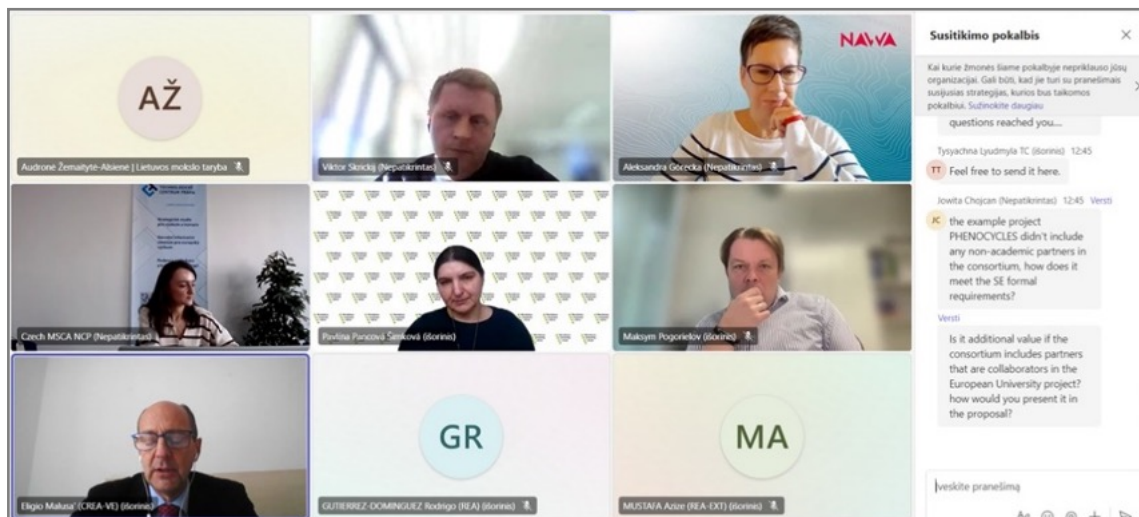 AŽ
Audronė Žemaitytė-Alsienė | Lietuvos mokslo taryba
Viktor Skrickij (Nepatikrintas)
NAWA
Aleksandra Górecka (Nepatikrintas)
Czech MSCA NCP (Nepatikrintas)
Pavlina Pancová Šimková (išorinis)
Maksym Pogorielov (išorinis)
Eligio Malusa' (CREA-VE) (išorinis)
GR
GUTIERREZ-DOMINGUEZ Rodrigo (REA) (išorinis)
MA
MUSTAFA Azize (REA-EXT) (išorinis)
Susitikimo pokalbis
Kai kurie žmonės šiame pokalbyje nepriklauso jūsų
organizacijai. Gali būti, kad jie turi su pranešimais
susijusias strategijas, kurios bus taikomos
pokalbiui. Sužinokite daugiau
questions reached you....
Tysyachna Lyudmyla TC (išorinis) 12:45
TT
Feel free to send it here.
Jowita Chojcan (Nepatikrintas) 12:45 Versti
JC
the example project
PHENOCYCLES didn't include
any non-academic partners in
the consortium, how does it
meet the SE formal
requirements?
Versti
Is it additional value if the
consortium includes partners
that are collaborators in the
European University project?
how would you present it in
the proposal?
Įveskite pranešimą